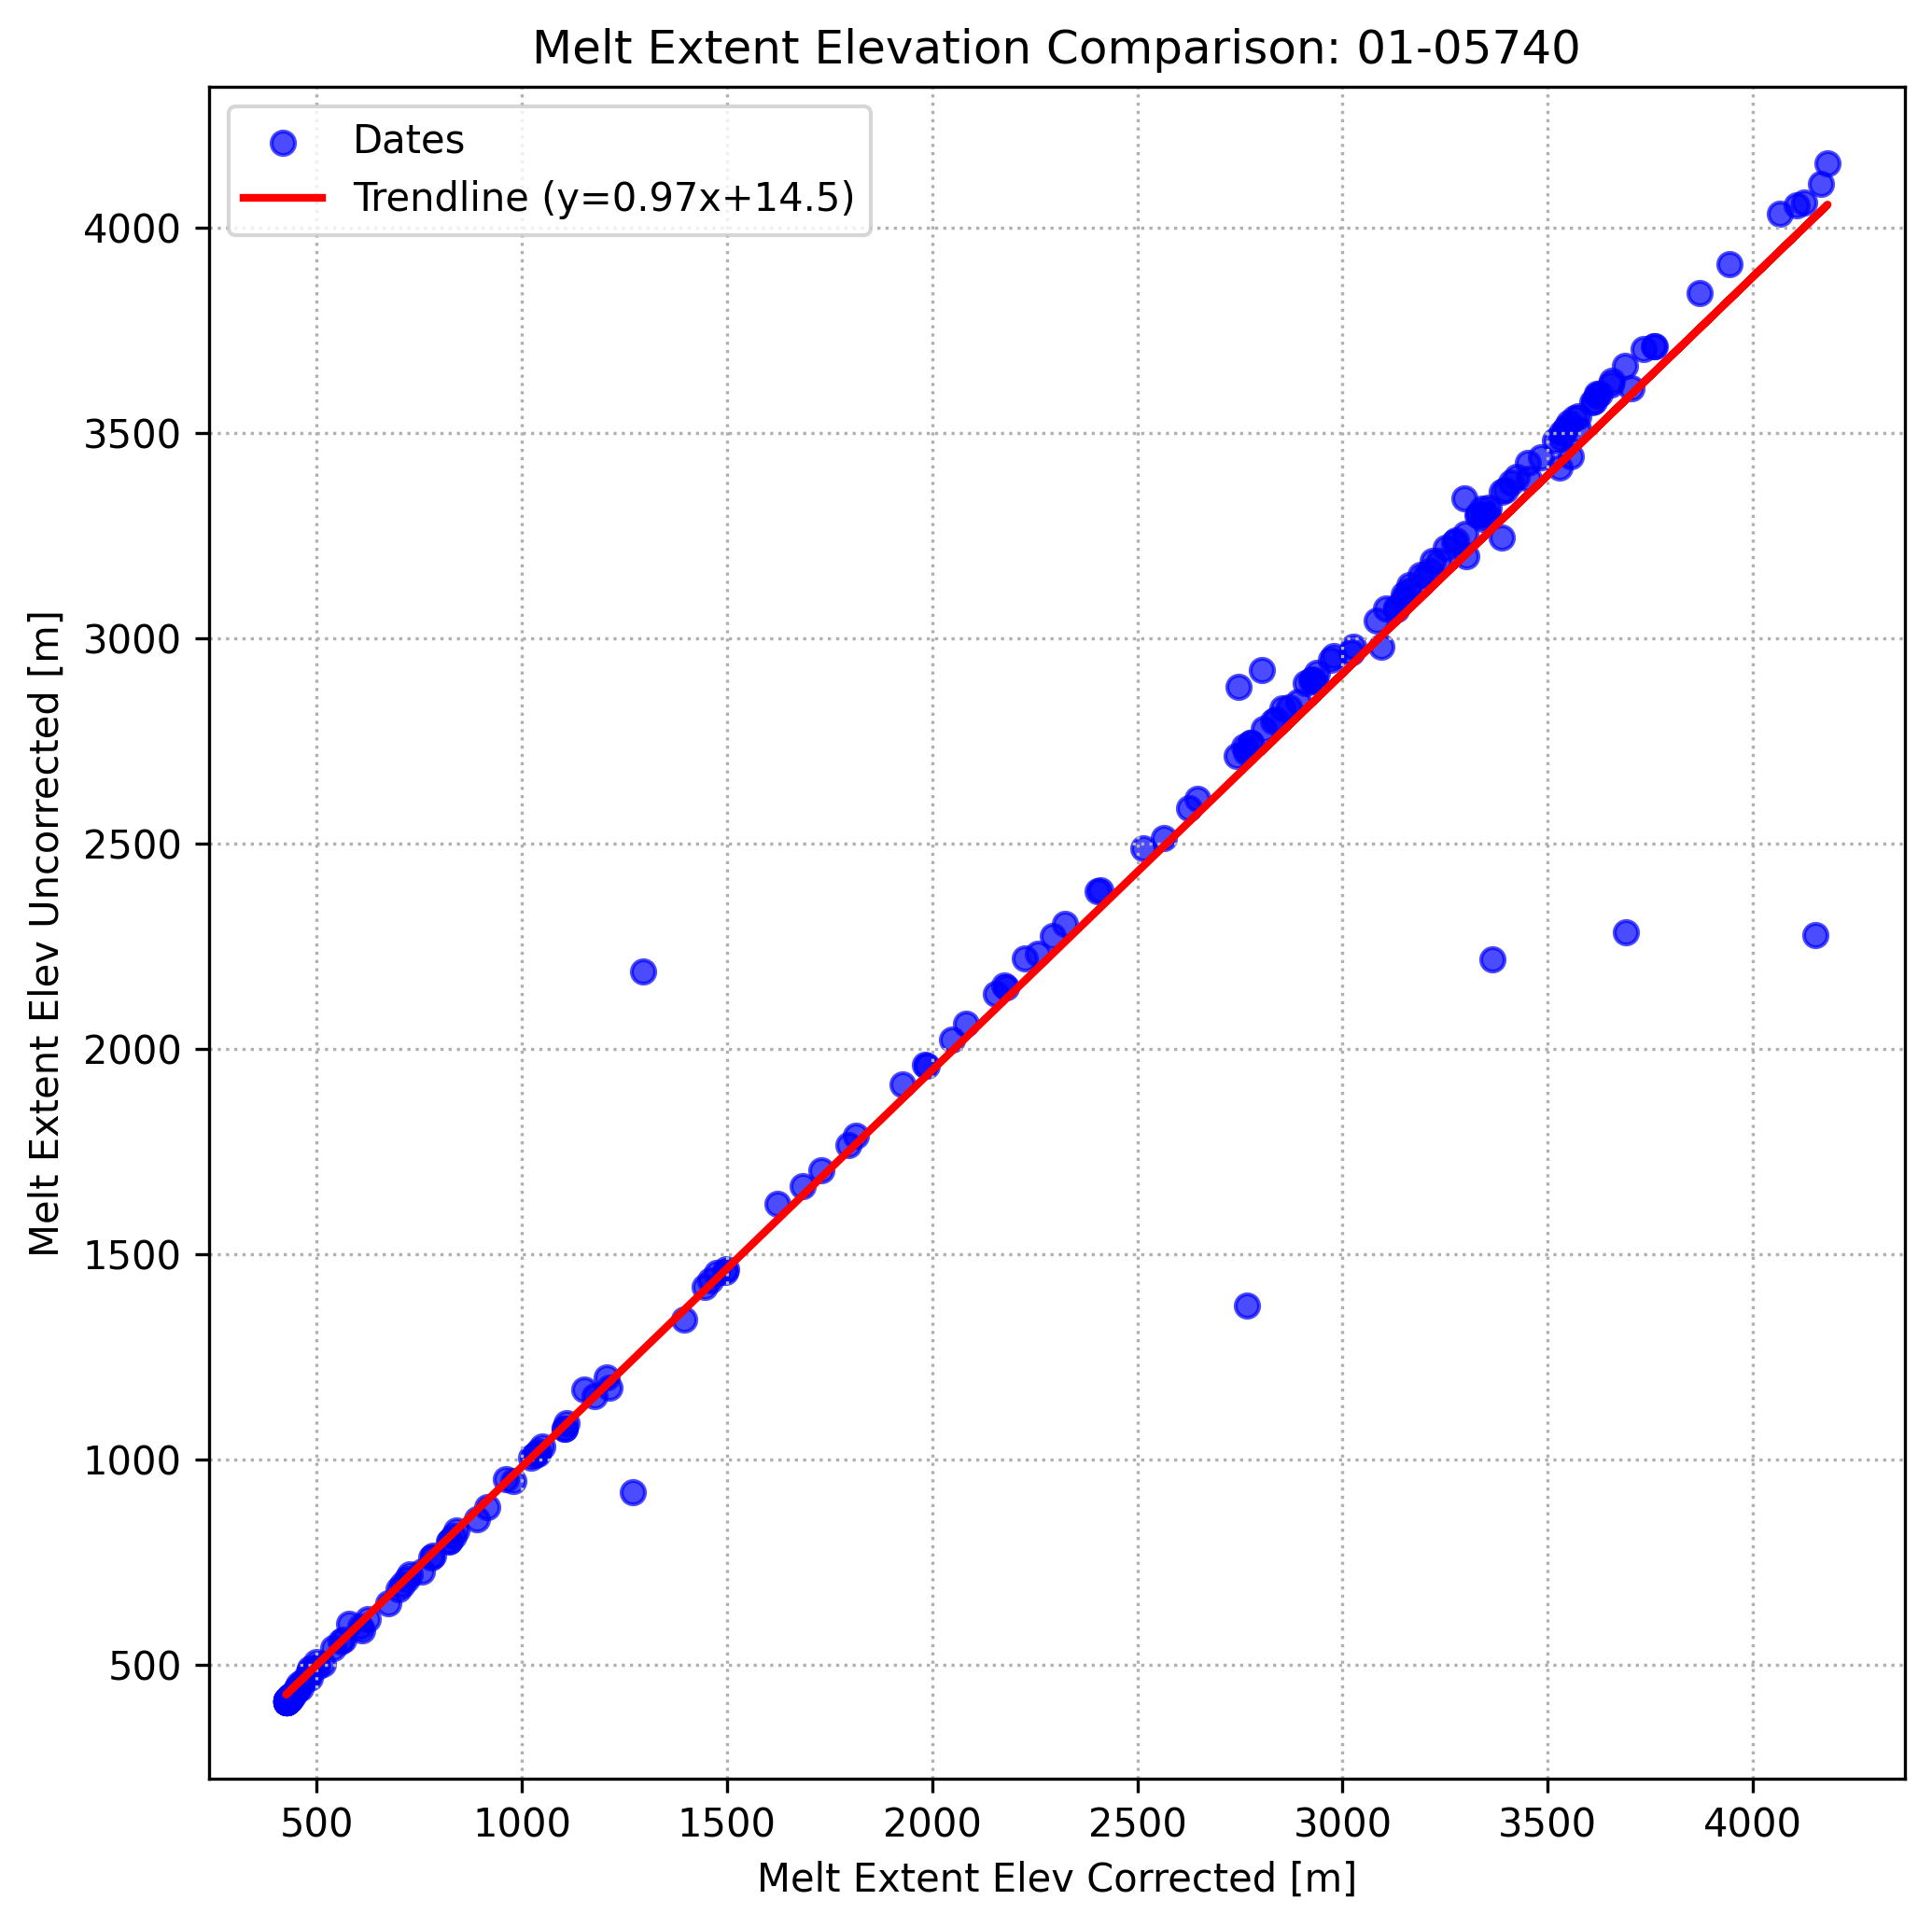 Melt Extent Elevation Comparison: 01-05740
Dates
Trendline (y=0.97x+14.5)
4000
3500
3000
2500
2000
1500
1000
500
Melt Extent Elev Uncorrected [m]
500 1000 1500 2000 2500 3000 3500 4000
Melt Extent Elev Corrected [m]